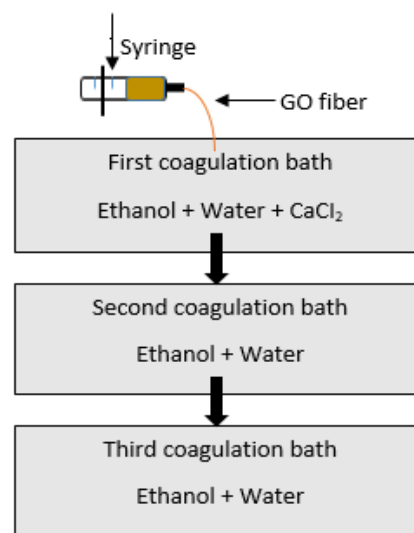 Syringe
GO fiber
First coagulation bath
Ethanol + Water + CaCl₂
Second coagulation bath
Ethanol + Water
Third coagulation bath
Ethanol + Water